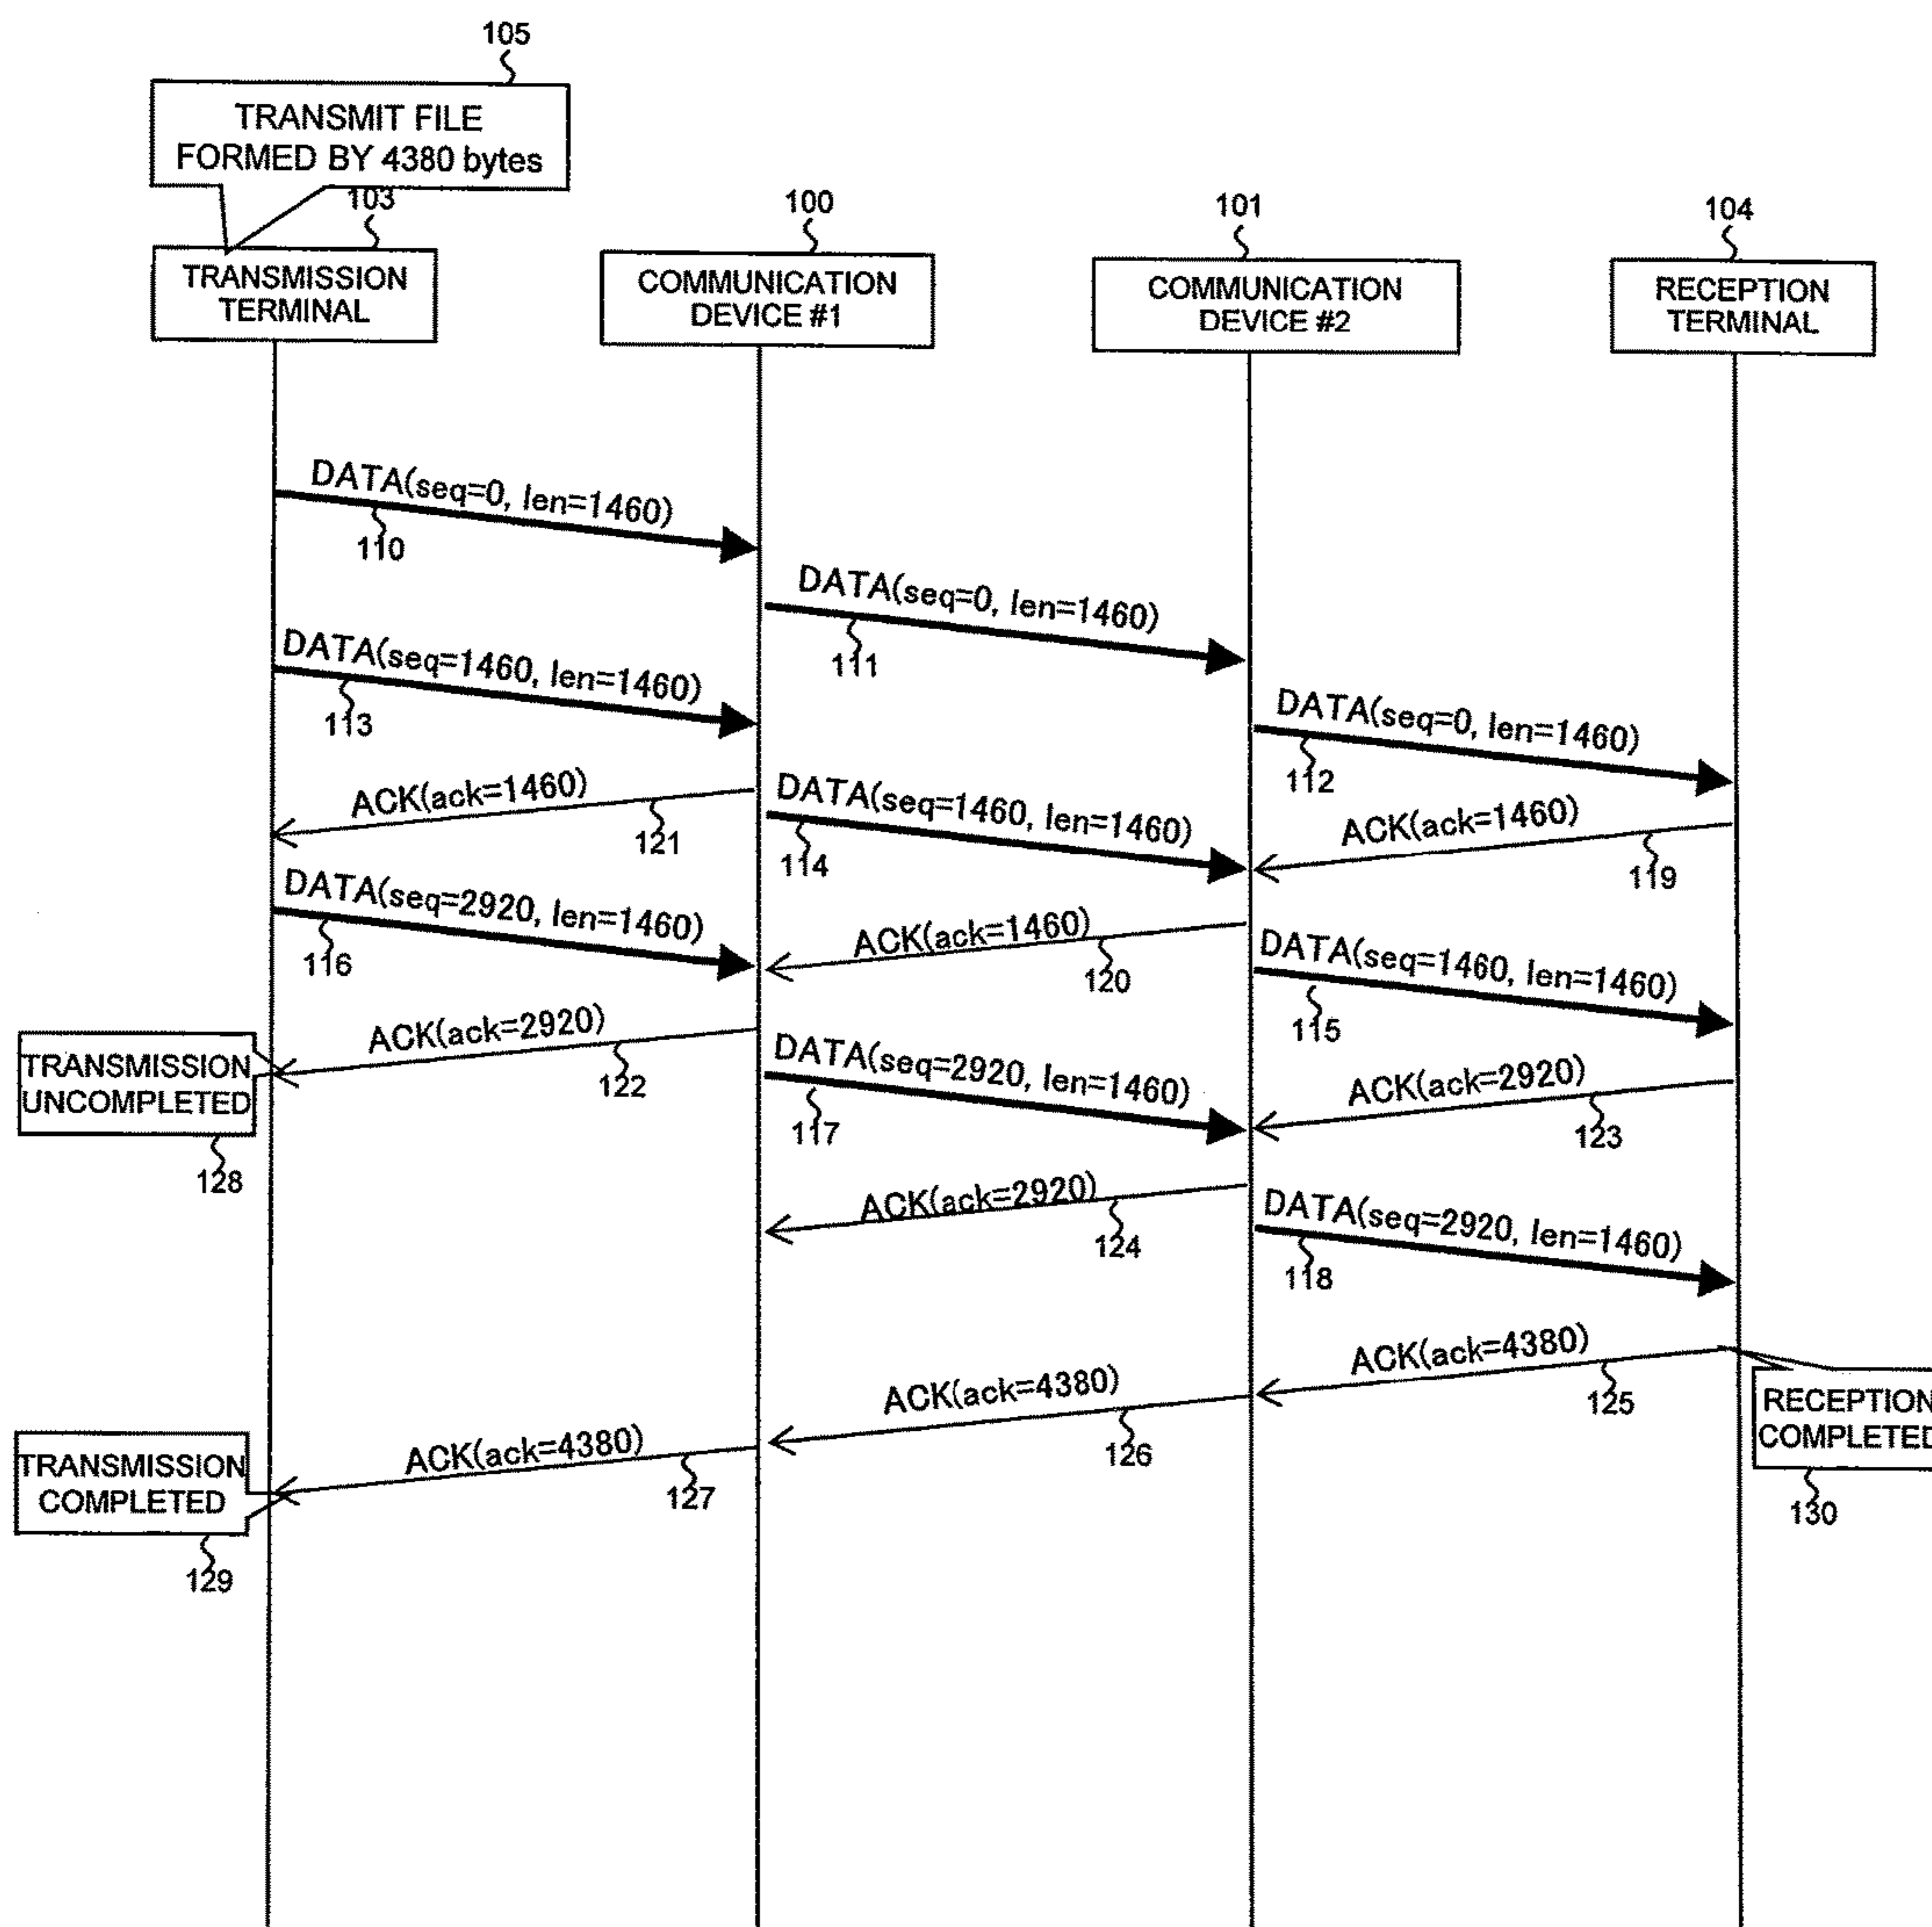 105
TRANSMIT FILE
FORMED BY 4380 bytes
103
100
101
104
TRANSMISSION
TERMINAL
COMMUNICATION
DEVICE #1
COMMUNICATION
DEVICE #2
RECEPTION
TERMINAL
DATA(seq=0, len=1460)
110
DATA(seq=0, len=1460)
111
DATA(seq=1460, len=1460)
113
DATA(seq=0, len=1460)
112
ACK(ack=1460)
121
DATA(seq=1460, len=1460)
114
ACK(ack=1460)
119
DATA(seq=2920, len=1460)
116
ACK(ack=1460)
120
DATA(seq=1460, len=1460)
115
ACK(ack=2920)
122
TRANSMISSION
UNCOMPLETED
128
DATA(seq=2920, len=1460)
117
ACK(ack=2920)
123
ACK(ack=2920)
124
DATA(seq=2920, len=1460)
118
ACK(ack=4380)
125
RECEPTION
COMPLETED
130
ACK(ack=4380)
126
ACK(ack=4380)
127
TRANSMISSION
COMPLETED
129